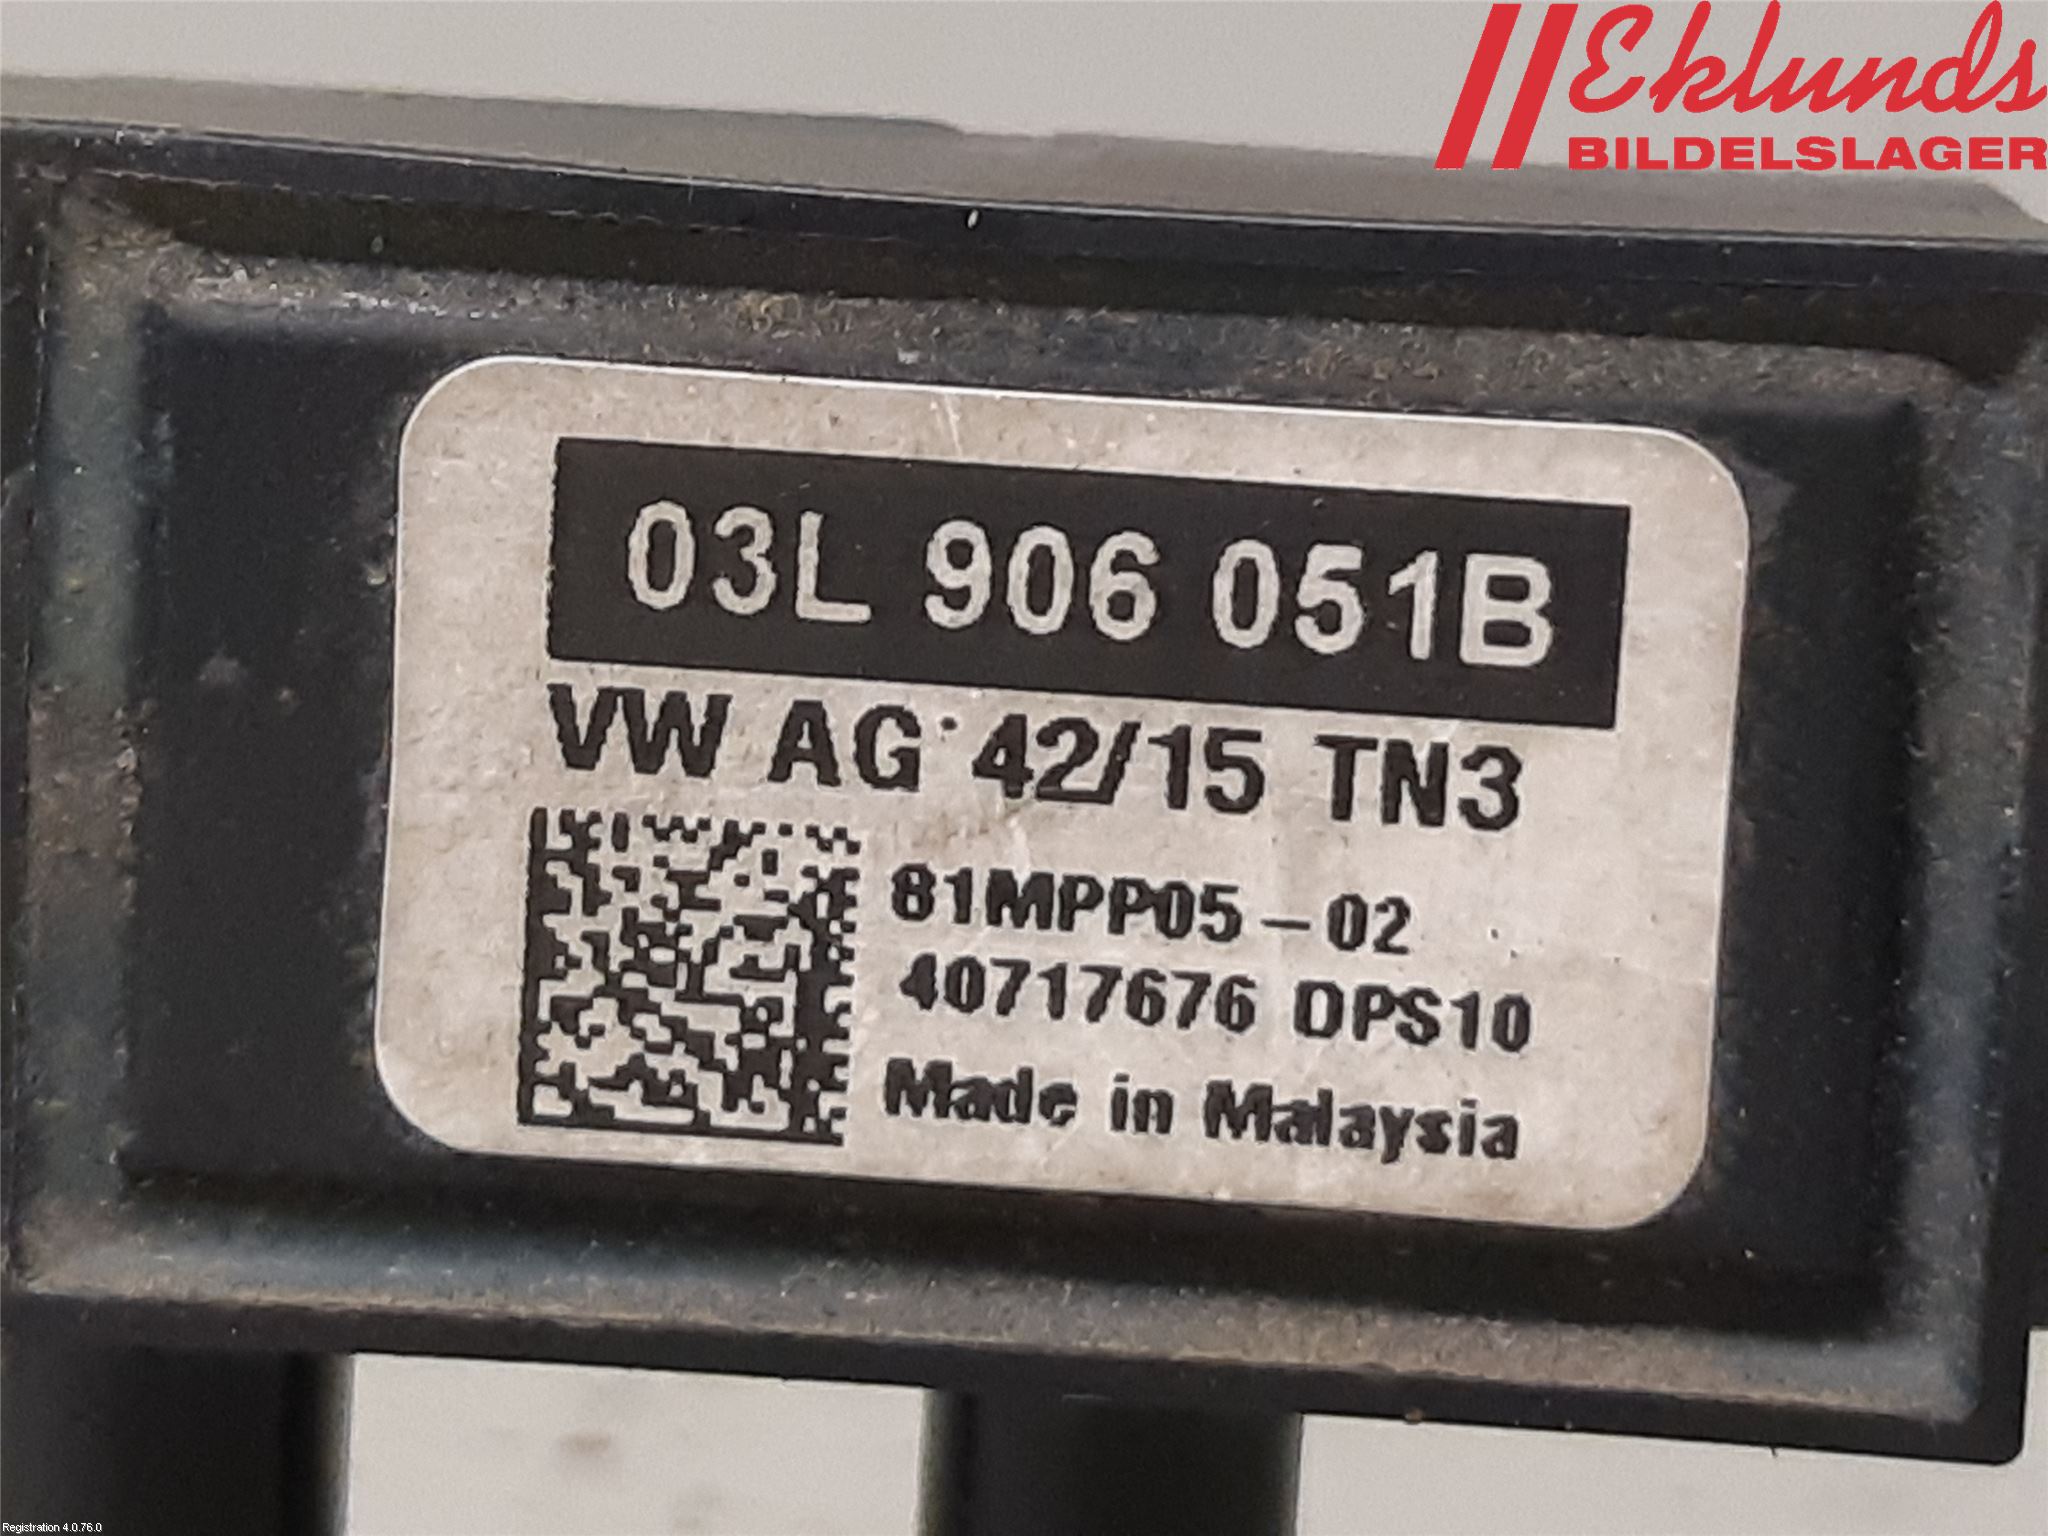 Eklunds
BILDELSLAGER
03L 906 051B
VW AG 42/15 TN3
81MPP05-02
40717676 DPS10
Made in Malaysia
Registration 4.0.76.0